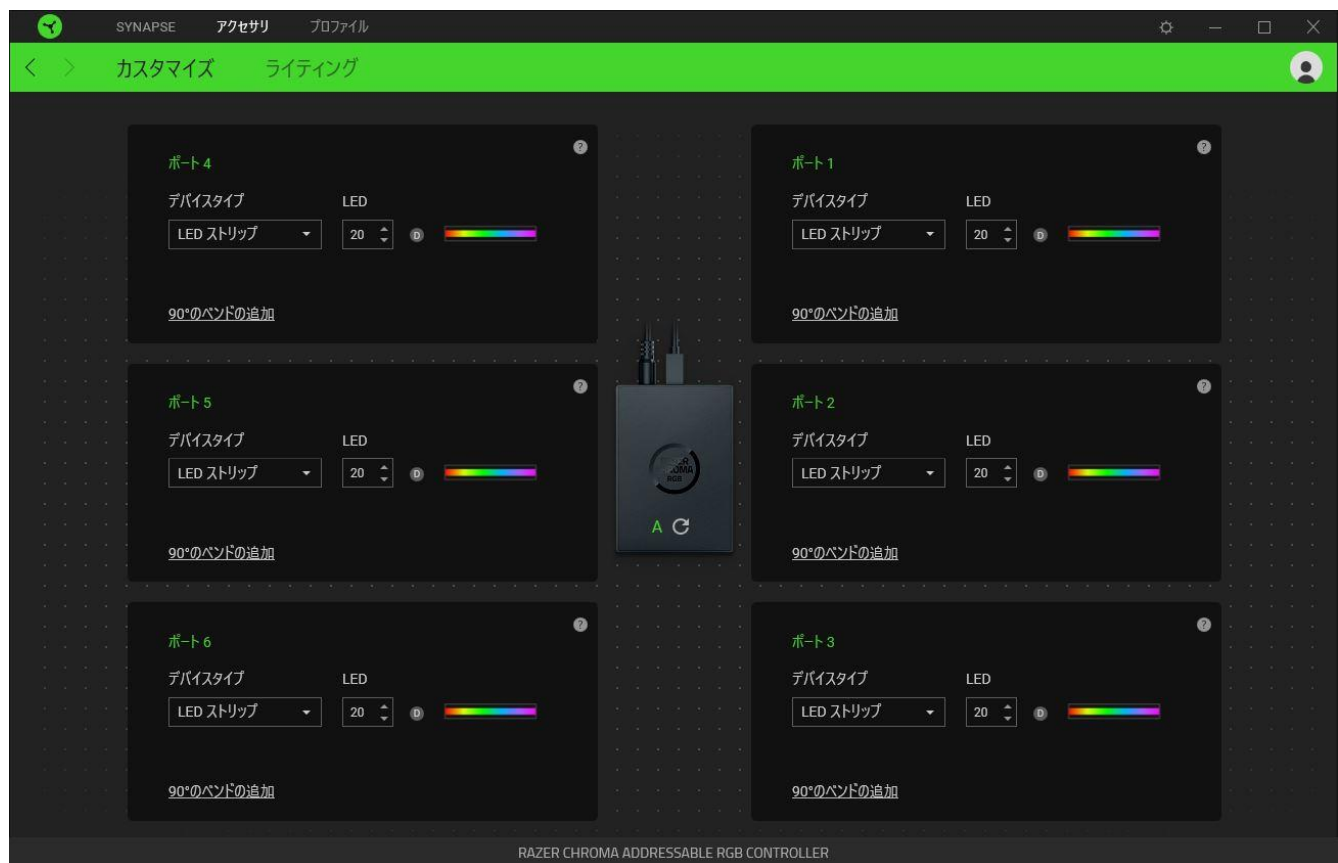 SYNAPSE アクセサリ プロファイル
カスタマイズ ライティング
ポート 4
デバイスタイプ LED
LED ストリップ 20 D
90°のベンドの追加
ポート 1
デバイスタイプ LED
LED ストリップ 20 D
90°のベンドの追加
ポート 5
デバイスタイプ LED
LED ストリップ 20 D
90°のベンドの追加
RAZER
CHROMA
RGB
A
ポート 2
デバイスタイプ LED
LED ストリップ 20 D
90°のベンドの追加
ポート 6
デバイスタイプ LED
LED ストリップ 20 D
90°のベンドの追加
ポート 3
デバイスタイプ LED
LED ストリップ 20 D
90°のベンドの追加
RAZER CHROMA ADDRESSABLE RGB CONTROLLER